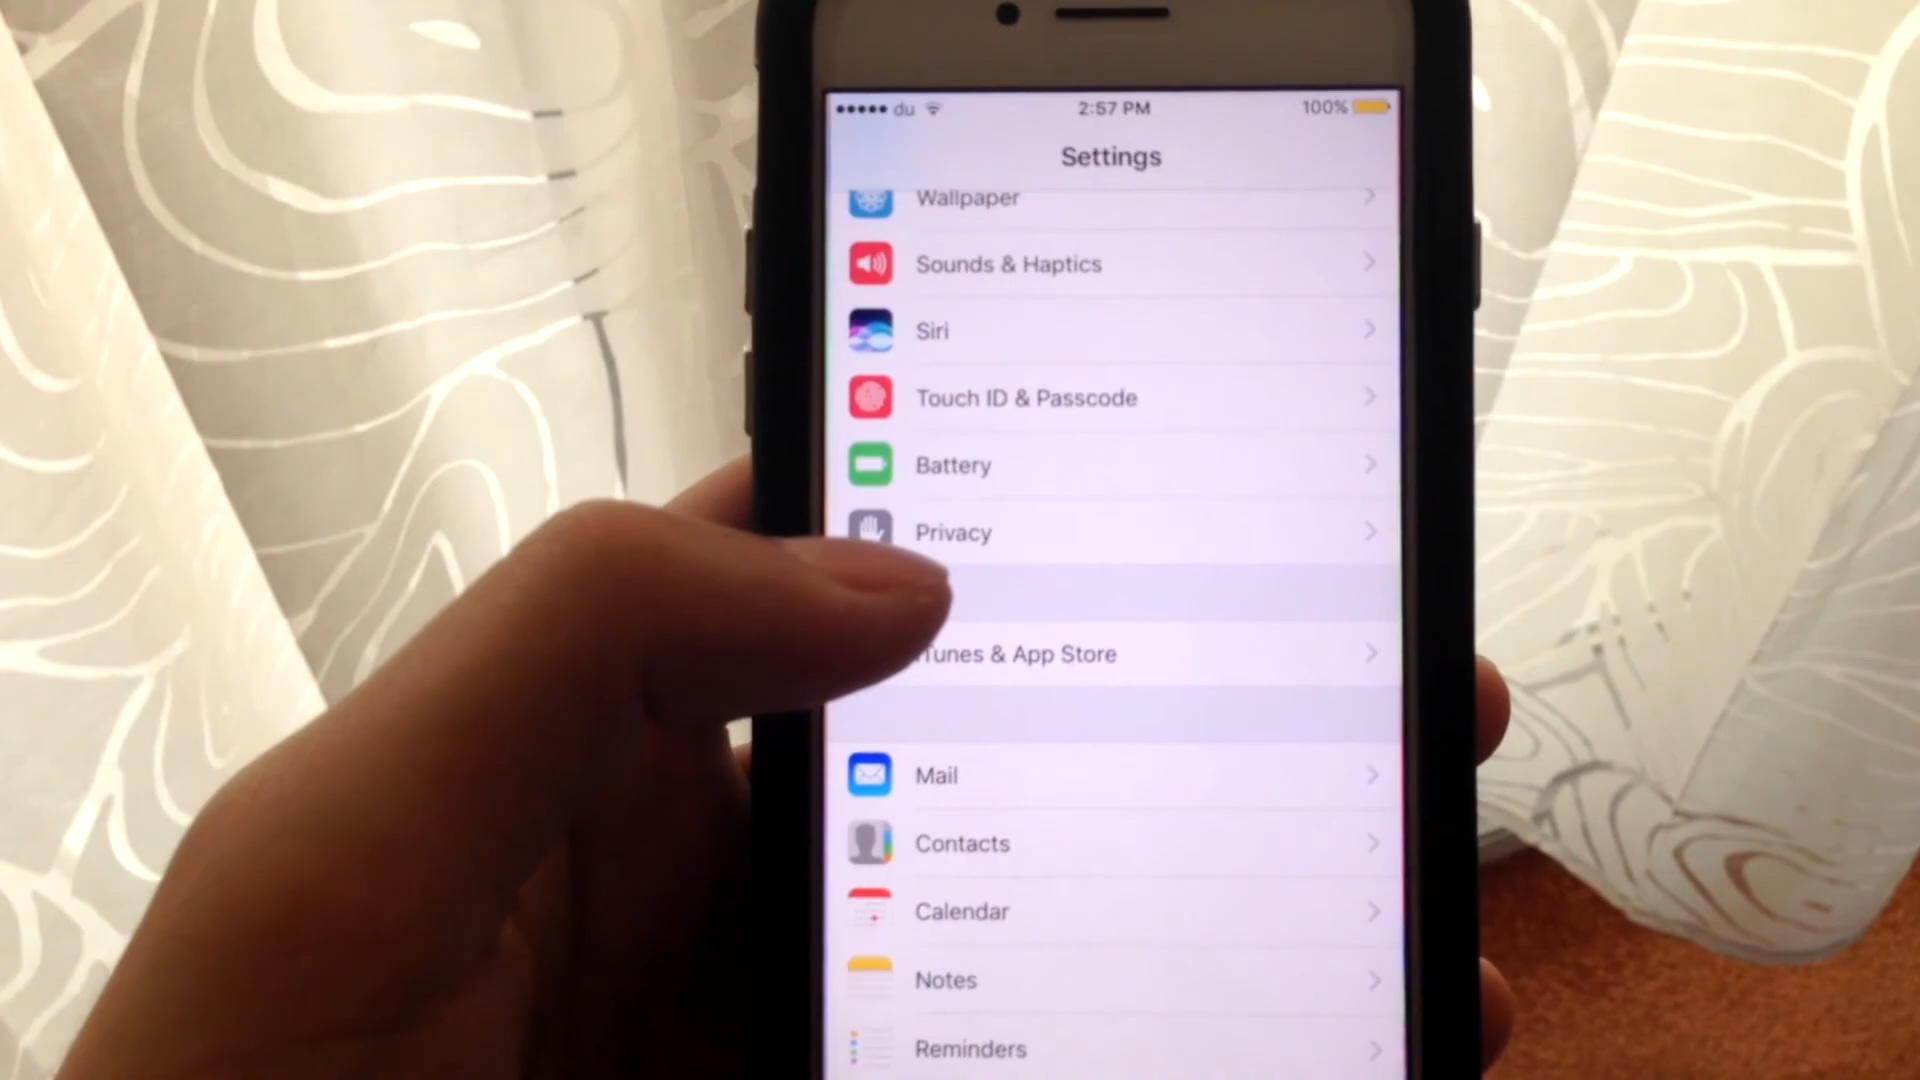 du 2:57 PM 100%
Settings
Wallpaper
Sounds & Haptics
Siri
Touch ID & Passcode
Battery
Privacy
iTunes & App Store
Mail
Contacts
Calendar
Notes
Reminders